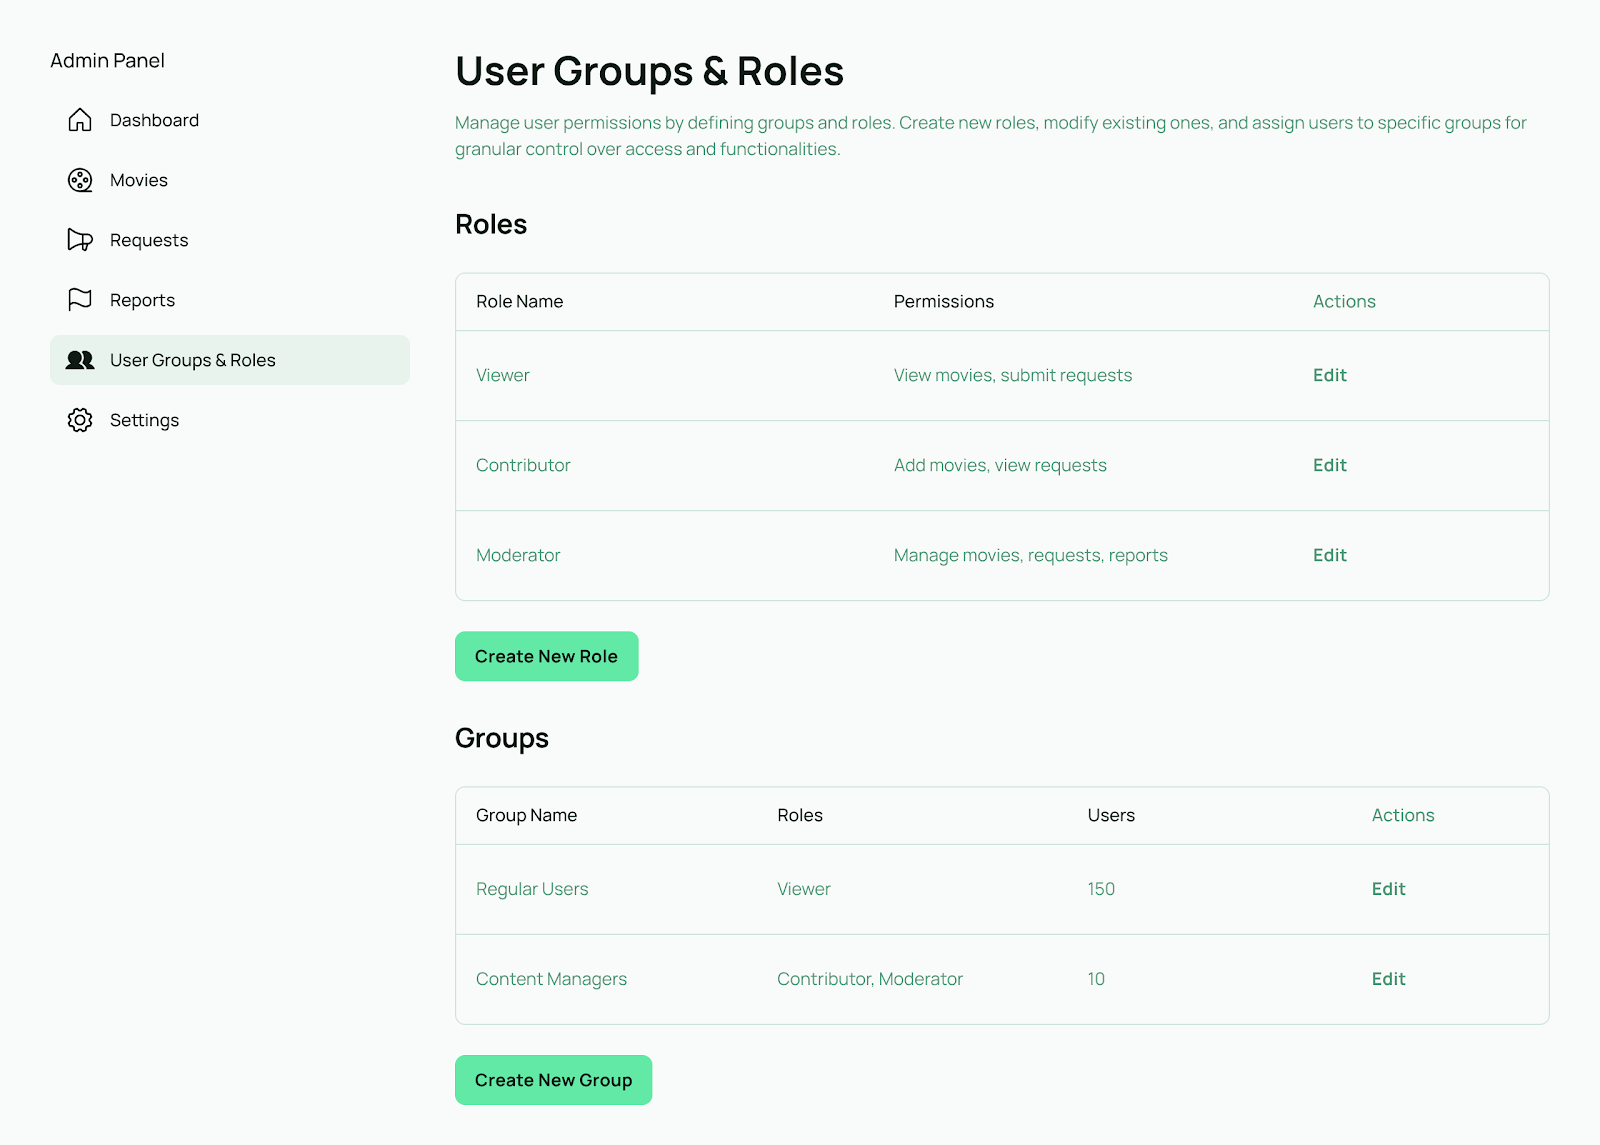 Admin Panel
Dashboard
Movies
Requests
Reports
User Groups & Roles
Settings
User Groups & Roles
Manage user permissions by defining groups and roles. Create new roles, modify existing ones, and assign users to specific groups for
granular control over access and functionalities.
Roles
Role Name Permissions Actions
Viewer View movies, submit requests Edit
Contributor Add movies, view requests Edit
Moderator Manage movies, requests, reports Edit
Create New Role
Groups
Group Name Roles Users Actions
Regular Users Viewer 150 Edit
Content Managers Contributor, Moderator 10 Edit
Create New Group